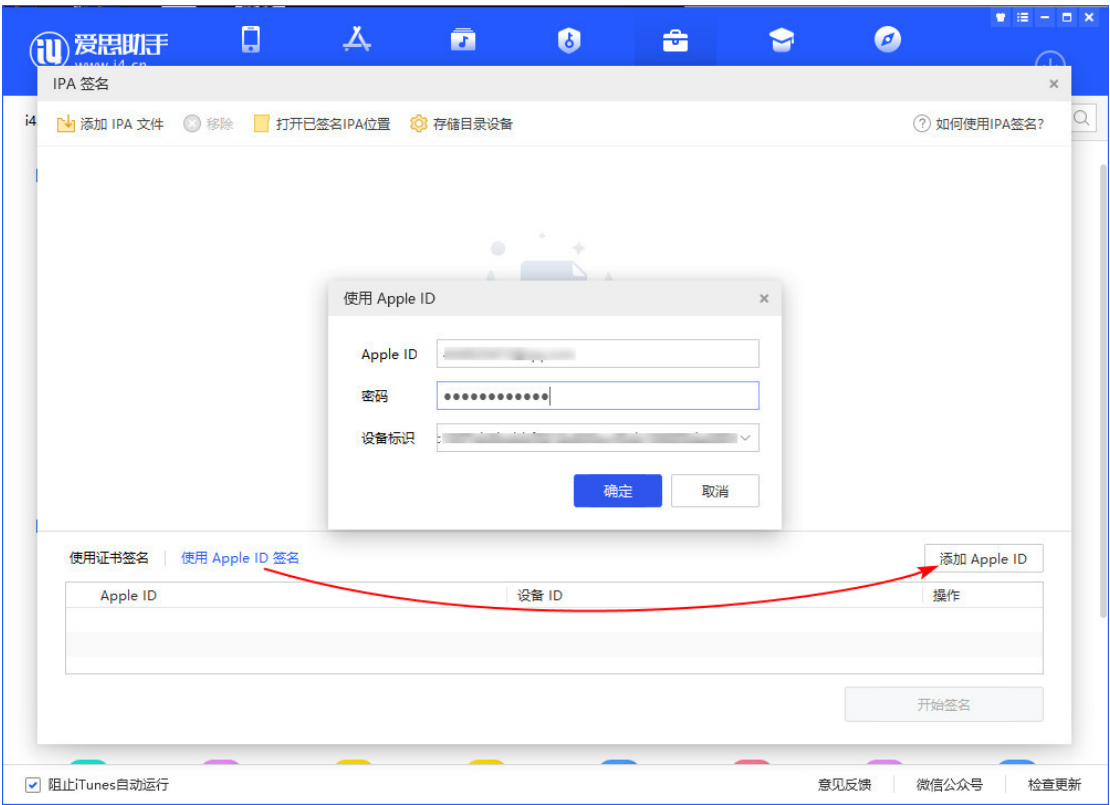 iU 爱思助手
www.i4.cn
IPA 签名
i4
添加 IPA 文件 移除 打开已签名IPA位置 存储目录设备 如何使用IPA签名?
使用 Apple ID
Apple ID
密码
设备标识
确定 取消
使用证书签名 使用 Apple ID 签名 添加 Apple ID
Apple ID 设备 ID 操作
开始签名
阻止iTunes自动运行 意见反馈 微信公众号 检查更新